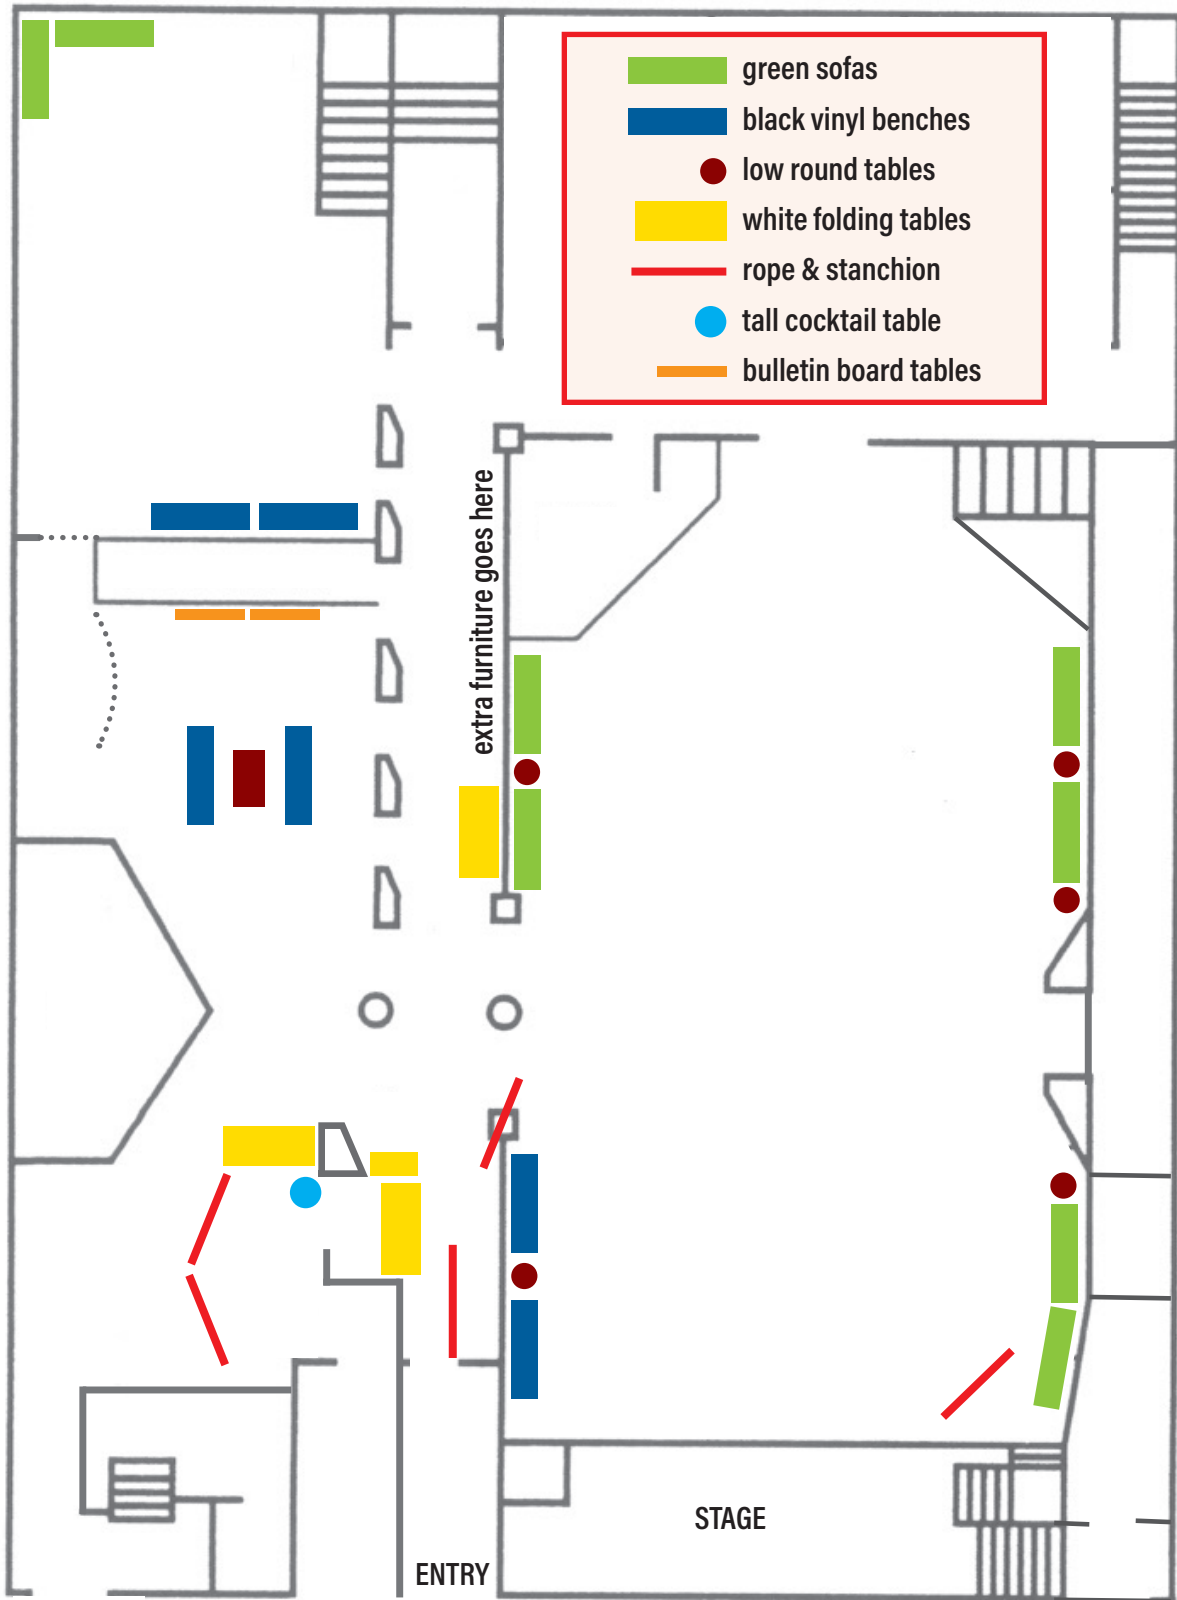 green sofas
black vinyl benches
low round tables
white folding tables
rope & stanchion
tall cocktail table
bulletin board tables
extra furniture goes here
STAGE
ENTRY